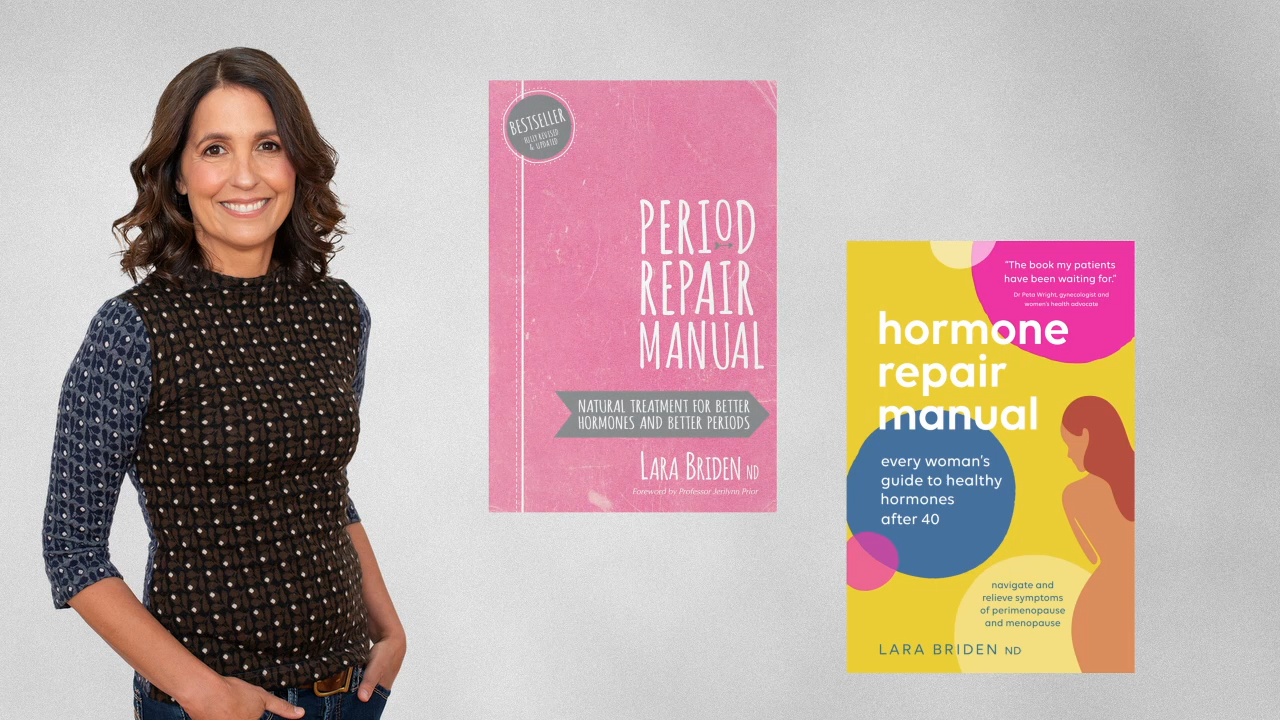 BESTSELLER
FULLY REVISED
& UPDATED
PERIOD
REPAIR
MANUAL
NATURAL TREATMENT FOR BETTER
HORMONES AND BETTER PERIODS
LARA BRIDEN ND
Foreword by Professor Jerilynn Prior
"The book my patients
have been waiting for."
Dr Peta Wright, gynecologist and
women's health advocate
hormone
repair
manual
every woman's
guide to healthy
hormones
after 40
navigate and
relieve symptoms
of perimenopause
and menopause
LARA BRIDEN ND